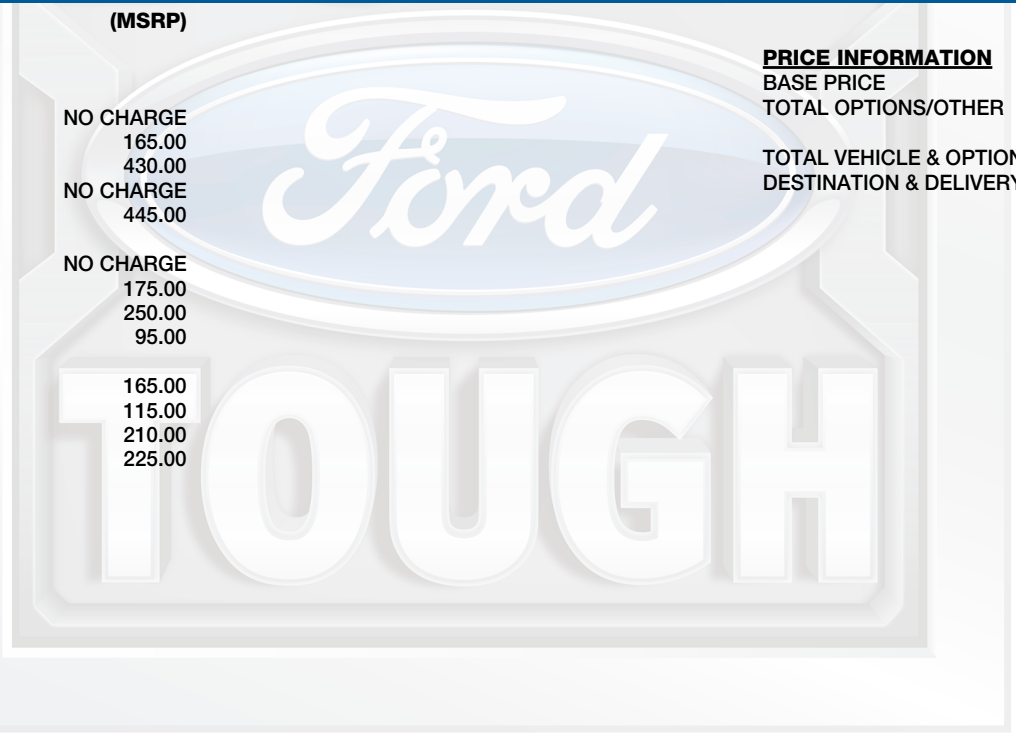 (MSRP)
NO CHARGE
165.00
430.00
NO CHARGE
445.00
NO CHARGE
175.00
250.00
95.00
165.00
115.00
210.00
225.00
PRICE INFORMATION
BASE PRICE
TOTAL OPTIONS/OTHER
TOTAL VEHICLE & OPTION
DESTINATION & DELIVERY
Ford
TOUGH